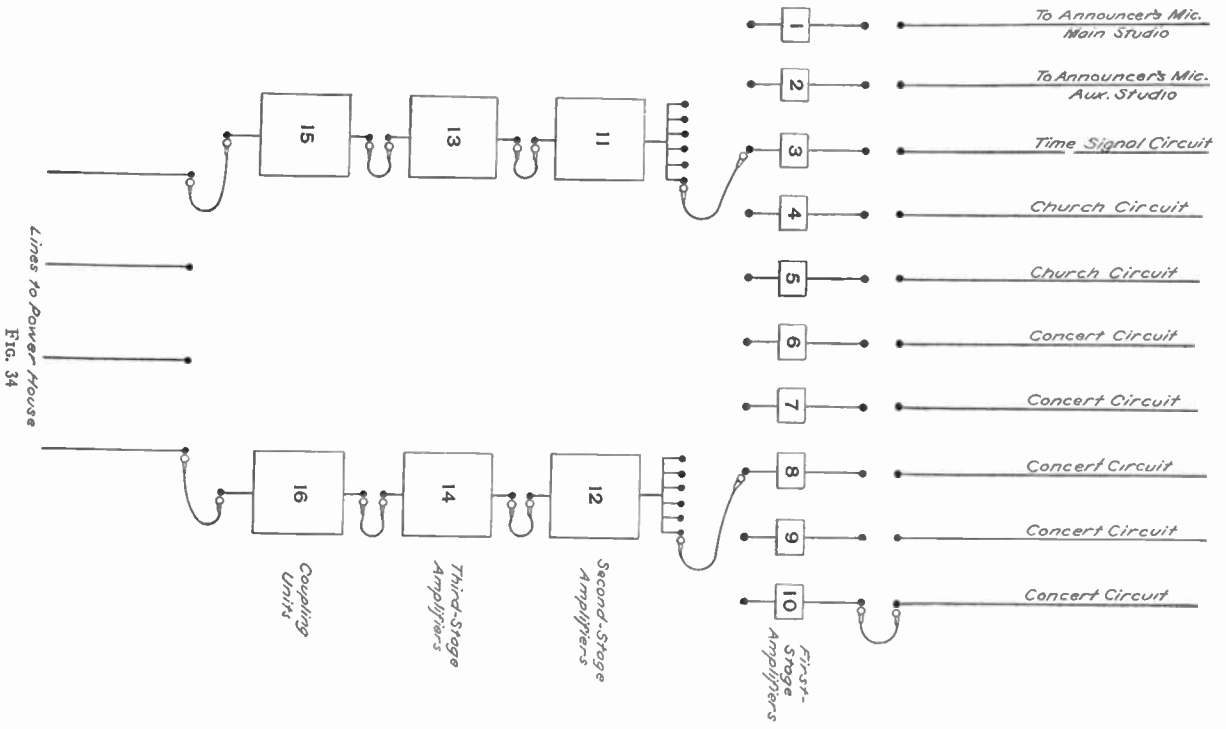 To Announcer's Mic.
Main Studio
1
To Announcer's Mic.
Aux. Studio
2
Time Signal Circuit
3
Church Circuit
4
Church Circuit
5
Concert Circuit
6
Concert Circuit
7
Concert Circuit
8
Concert Circuit
9
Concert Circuit
10
First-
Stage
Amplifiers
11
12
Second-Stage
Amplifiers
13
14
Third-Stage
Amplifiers
15
16
Coupling
Units
Lines to Power House
FIG. 34